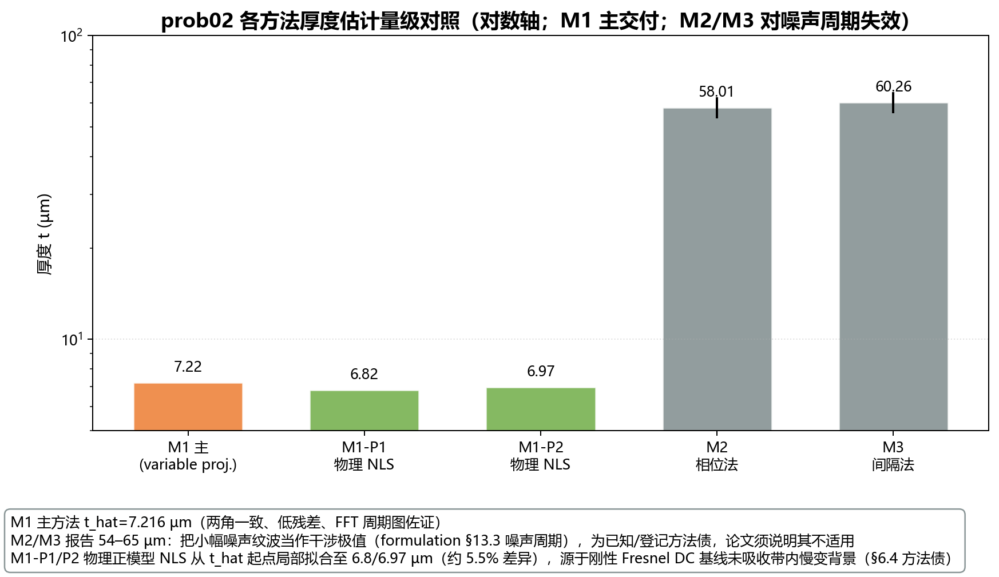 prob02 各方法厚度估计量级对照（对数轴；M1 主交付；M2/M3 对噪声周期失效）
10²
10¹
厚度 t (μm)
7.22
6.82
6.97
58.01
60.26
M1 主
(variable proj.)
M1-P1
物理 NLS
M1-P2
物理 NLS
M2
相位法
M3
间隔法
M1 主方法 t_hat=7.216 μm（两角一致、低残差、FFT 周期图佐证）
M2/M3 报告 54–65 μm：把小幅噪声纹波当作干涉极值（formulation §13.3 噪声周期），为已知/登记方法债，论文须说明其不适用
M1-P1/P2 物理正模型 NLS 从 t_hat 起点局部拟合至 6.8/6.97 μm（约 5.5% 差异），源于刚性 Fresnel DC 基线未吸收带内慢变背景（§6.4 方法债）